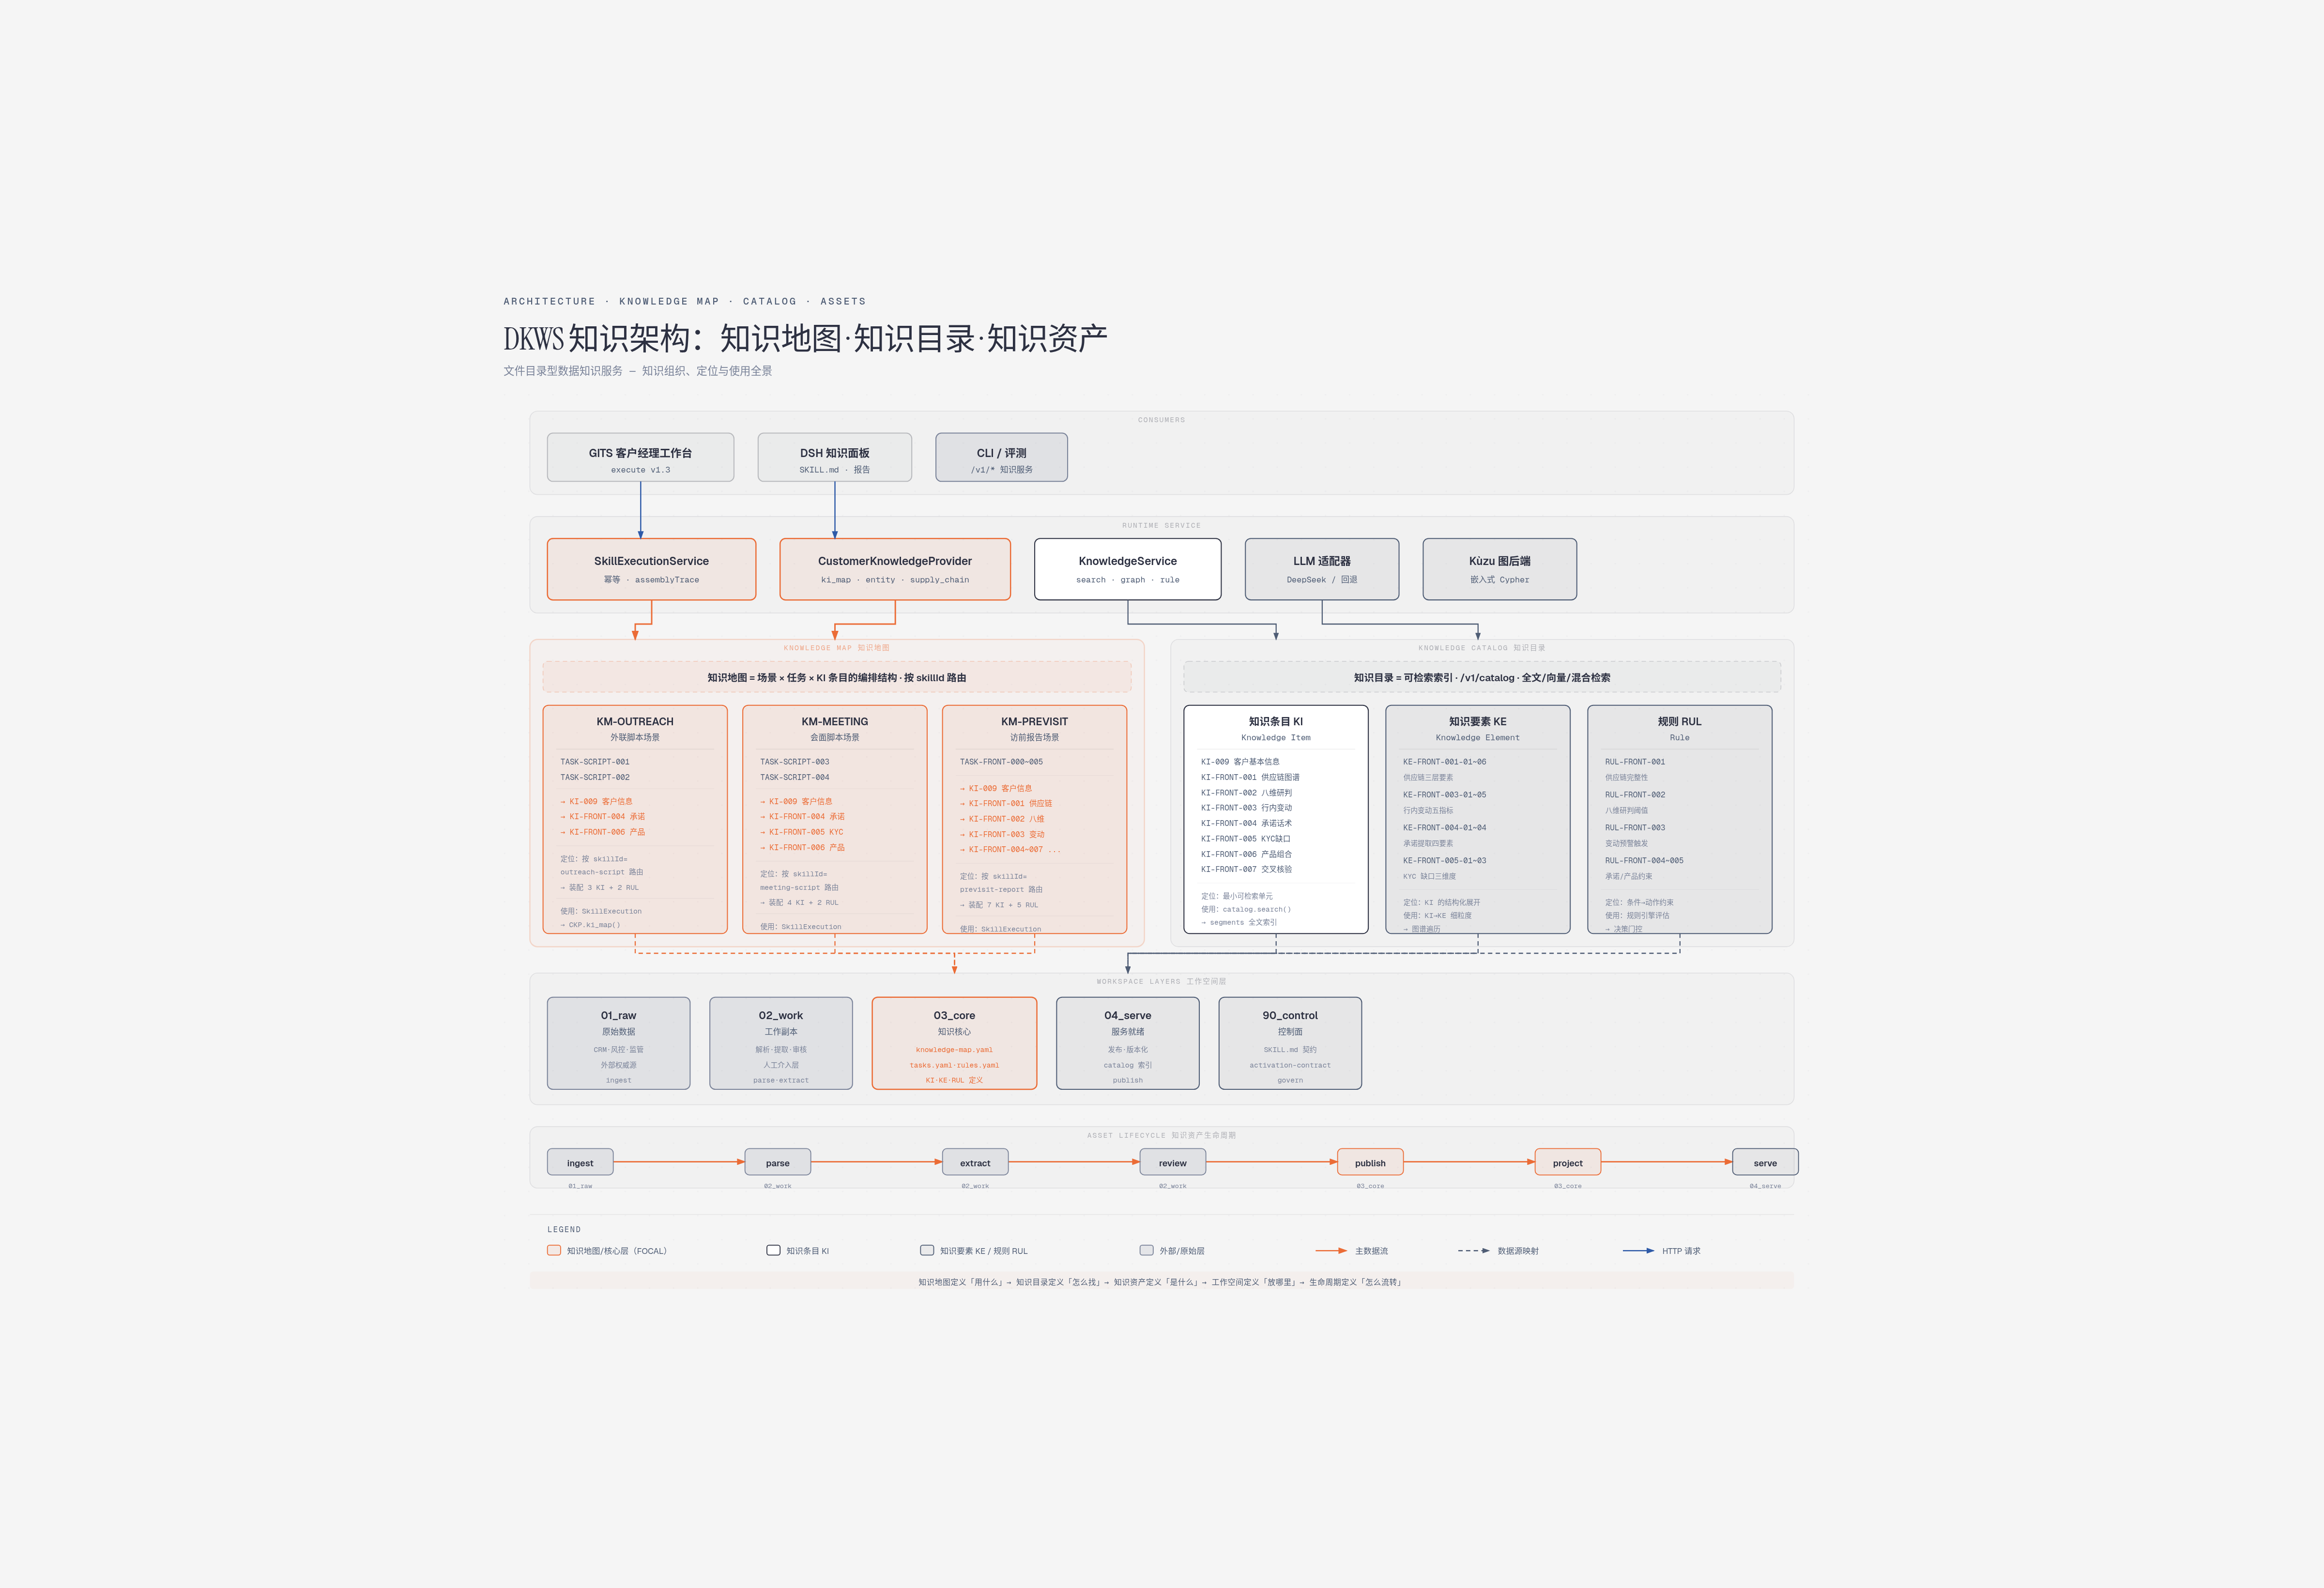 ARCHITECTURE · KNOWLEDGE MAP · CATALOG · ASSETS
DKWS 知识架构：知识地图·知识目录·知识资产
文件目录型数据知识服务 — 知识组织、定位与使用全景
CONSUMERS
GITS 客户经理工作台
execute v1.3
DSH 知识面板
SKILL.md · 报告
CLI / 评测
/v1/* 知识服务
RUNTIME SERVICE
SkillExecutionService
幂等 · assemblyTrace
CustomerKnowledgeProvider
ki_map · entity · supply_chain
KnowledgeService
search · graph · rule
LLM 适配器
DeepSeek / 回退
Kùzu 图后端
嵌入式 Cypher
KNOWLEDGE MAP 知识地图
知识地图 = 场景 × 任务 × KI 条目的编排结构 · 按 skillId 路由
KM-OUTREACH
外联脚本场景
TASK-SCRIPT-001
TASK-SCRIPT-002
→ KI-009 客户信息
→ KI-FRONT-004 承诺
→ KI-FRONT-006 产品
定位：按 skillId=
outreach-script 路由
→ 装配 3 KI + 2 RUL
使用：SkillExecution
→ CKP.ki_map()
KM-MEETING
会面脚本场景
TASK-SCRIPT-003
TASK-SCRIPT-004
→ KI-009 客户信息
→ KI-FRONT-004 承诺
→ KI-FRONT-005 KYC
→ KI-FRONT-006 产品
定位：按 skillId=
meeting-script 路由
→ 装配 4 KI + 2 RUL
使用：SkillExecution
KM-PREVISIT
访前报告场景
TASK-FRONT-000~005
→ KI-009 客户信息
→ KI-FRONT-001 供应链
→ KI-FRONT-002 八维
→ KI-FRONT-003 变动
→ KI-FRONT-004~007 ...
定位：按 skillId=
previsit-report 路由
→ 装配 7 KI + 5 RUL
使用：SkillExecution
KNOWLEDGE CATALOG 知识目录
知识目录 = 可检索索引 · /v1/catalog · 全文/向量/混合检索
知识条目 KI
Knowledge Item
KI-009 客户基本信息
KI-FRONT-001 供应链图谱
KI-FRONT-002 八维研判
KI-FRONT-003 行内变动
KI-FRONT-004 承诺话术
KI-FRONT-005 KYC缺口
KI-FRONT-006 产品组合
KI-FRONT-007 交叉核验
定位：最小可检索单元
使用：catalog.search()
→ segments 全文索引
知识要素 KE
Knowledge Element
KE-FRONT-001-01~06
供应链三层要素
KE-FRONT-003-01~05
行内变动五指标
KE-FRONT-004-01~04
承诺提取四要素
KE-FRONT-005-01~03
KYC 缺口三维度
定位：KI 的结构化展开
使用：KI→KE 细粒度
→ 图谱遍历
规则 RUL
Rule
RUL-FRONT-001
供应链完整性
RUL-FRONT-002
八维研判阈值
RUL-FRONT-003
变动预警触发
RUL-FRONT-004~005
承诺/产品约束
定位：条件→动作约束
使用：规则引擎评估
→ 决策门控
WORKSPACE LAYERS 工作空间层
01_raw
原始数据
CRM·风控·监管
外部权威源
ingest
02_work
工作副本
解析·提取·审核
人工介入层
parse-extract
03_core
知识核心
knowledge-map.yaml
tasks.yaml·rules.yaml
KI·KE·RUL 定义
04_serve
服务就绪
发布·版本化
catalog 索引
publish
90_control
控制面
SKILL.md 契约
activation-contract
govern
ASSET LIFECYCLE 知识资产生命周期
ingest
parse
extract
review
publish
project
serve
01_raw
02_work
02_work
02_work
03_core
03_core
04_serve
LEGEND
知识地图/核心层（FOCAL）
知识条目 KI
知识要素 KE / 规则 RUL
外部/原始层
主数据流
数据源映射
HTTP 请求
知识地图定义「用什么」→ 知识目录定义「怎么找」→ 知识资产定义「是什么」→ 工作空间定义「放哪里」→ 生命周期定义「怎么流转」